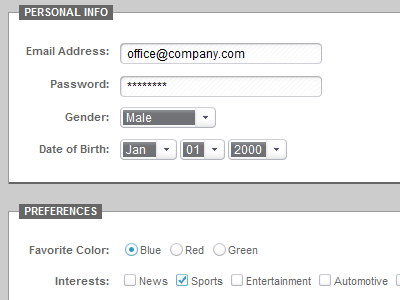 PERSONAL INFO
Email Address: office@company.com
Password: ********
Gender: Male
Date of Birth: Jan 01 2000
PREFERENCES
Favorite Color: Blue Red Green
Interests: News Sports Entertainment Automotive